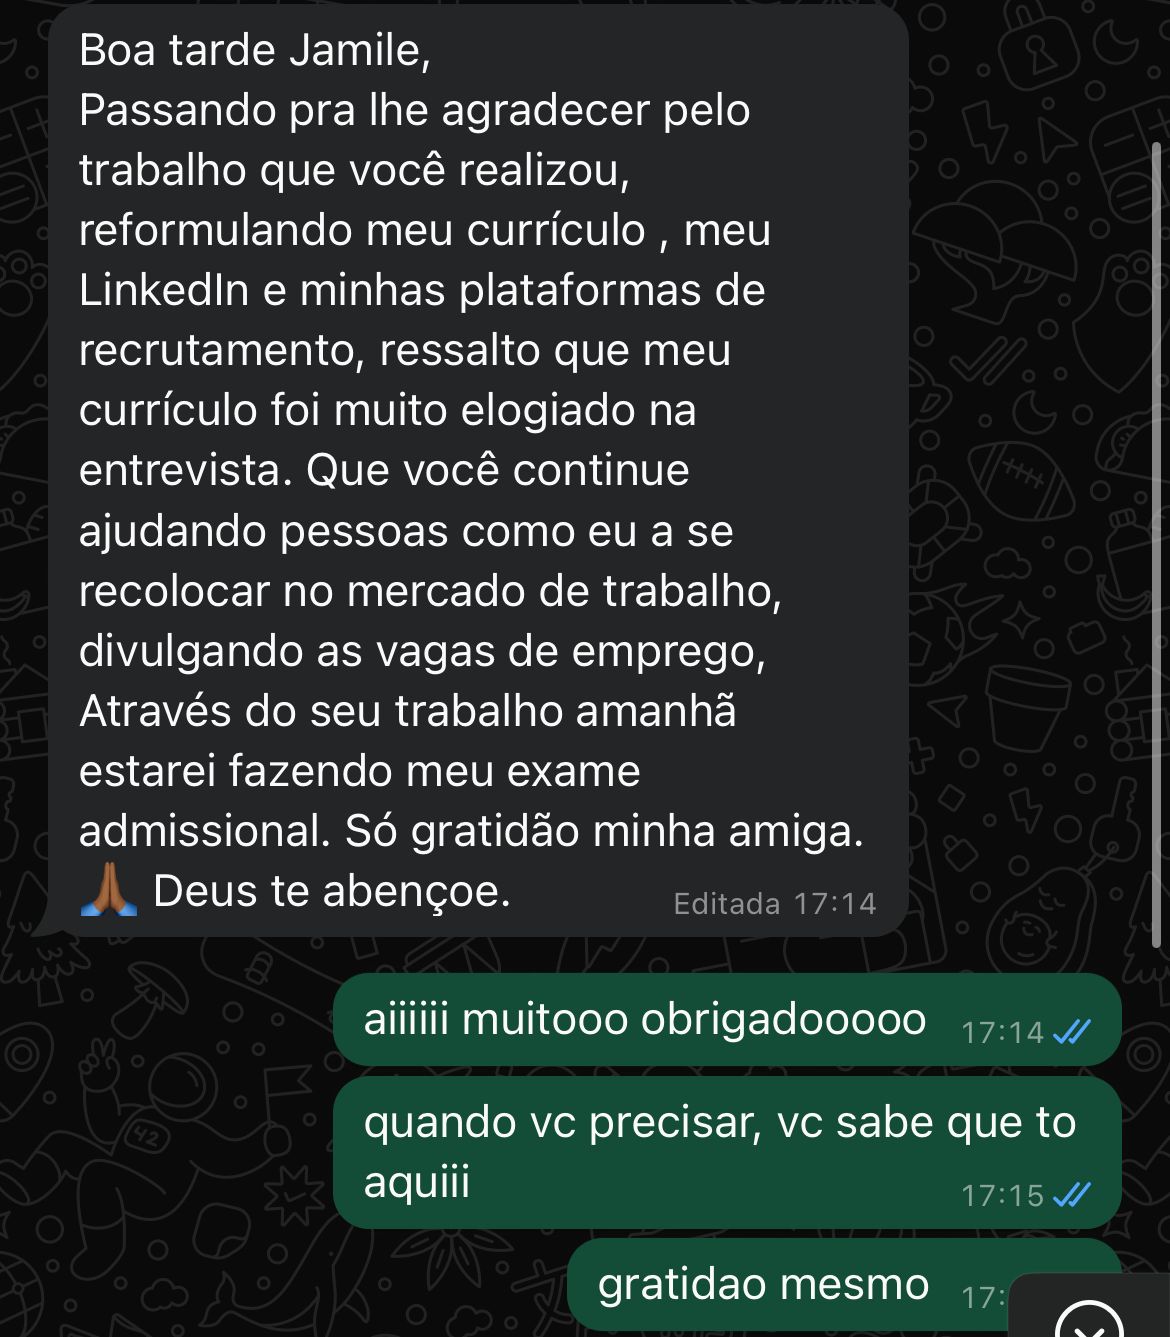 Boa tarde Jamile,
Passando pra lhe agradecer pelo
trabalho que você realizou,
reformulando meu currículo , meu
LinkedIn e minhas plataformas de
recrutamento, ressalto que meu
currículo foi muito elogiado na
entrevista. Que você continue
ajudando pessoas como eu a se
recolocar no mercado de trabalho,
divulgando as vagas de emprego,
Através do seu trabalho amanhã
estarei fazendo meu exame
admissional. Só gratidão minha amiga.
🙏🏾 Deus te abençoe. Editada 17:14
aiiiiiii muitooo obrigadooooo 17:14
quando vc precisar, vc sabe que to
aquiii 17:15
gratidao mesmo 17: